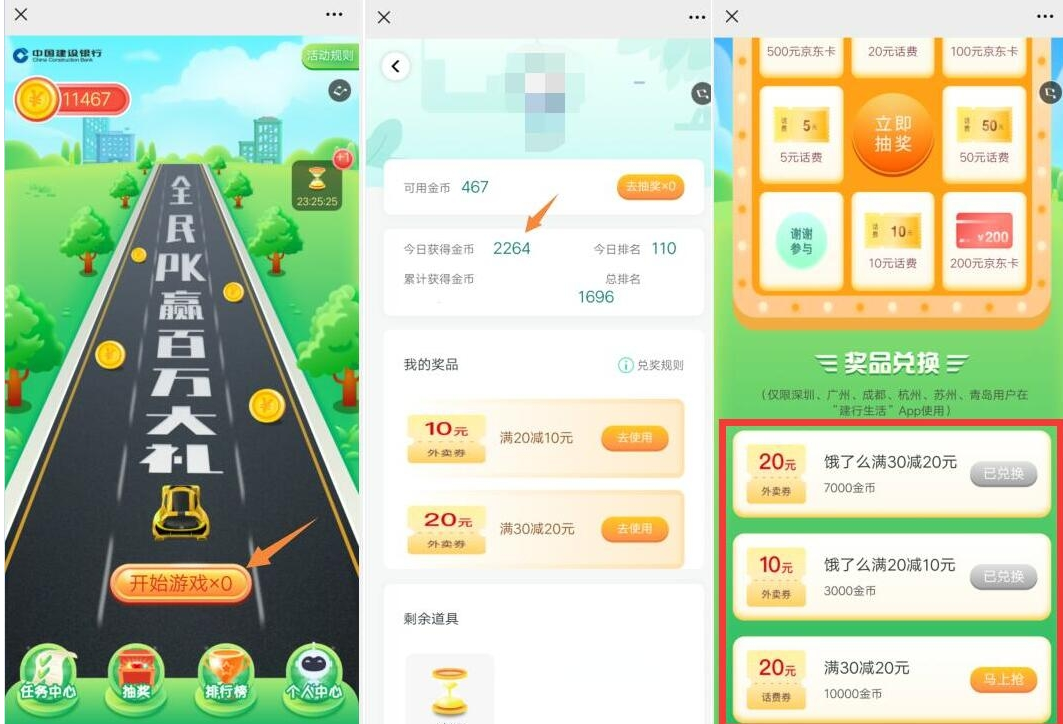 中国建设银行
China Construction Bank
活动规则
11467
+1
23:25:25
全民PK赢百万大礼
开始游戏×0
任务中心
抽奖
排行榜
个人中心
可用金币 467
去抽奖×0
今日获得金币 2264
今日排名 110
累计获得金币
总排名
1696
我的奖品
兑奖规则
10元
外卖券
满20减10元
去使用
20元
外卖券
满30减20元
去使用
剩余道具
500元京东卡
20元话费
100元京东卡
话费 5元
5元话费
立即
抽奖
话费 50元
50元话费
谢谢
参与
话费 10元
10元话费
¥200
200元京东卡
奖品兑换
（仅限深圳、广州、成都、杭州、苏州、青岛用户在
“建行生活”App使用）
20元
外卖券
饿了么满30减20元
7000金币
已兑换
10元
外卖券
饿了么满20减10元
3000金币
已兑换
20元
话费券
满30减20元
10000金币
马上抢